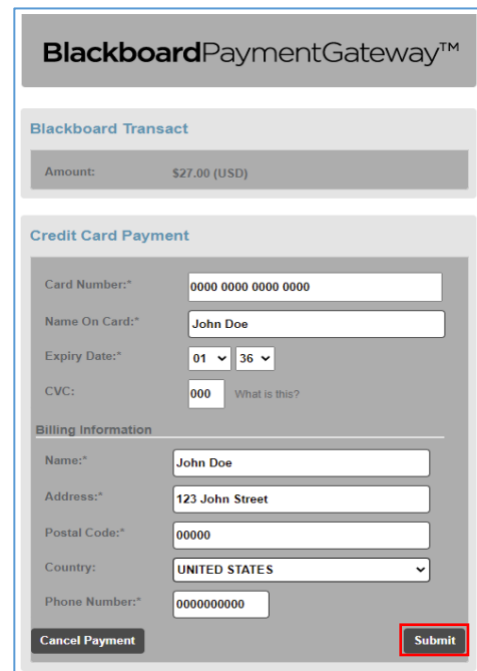 BlackboardPaymentGateway™
Blackboard Transact
Amount: $27.00 (USD)
Credit Card Payment
Card Number:* 0000 0000 0000 0000
Name On Card:* John Doe
Expiry Date:* 01 36
CVC: 000 What is this?
Billing Information
Name:* John Doe
Address:* 123 John Street
Postal Code:* 00000
Country: UNITED STATES
Phone Number:* 0000000000
Cancel Payment Submit